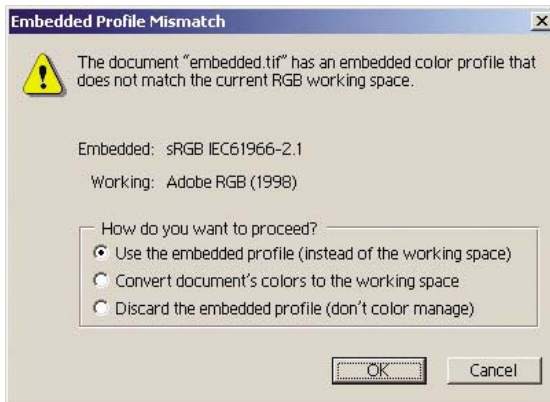 Embedded Profile Mismatch
The document “embedded.tif” has an embedded color profile that
does not match the current RGB working space.
Embedded: sRGB IEC61966-2.1
Working: Adobe RGB (1998)
How do you want to proceed?
Use the embedded profile (instead of the working space)
Convert document's colors to the working space
Discard the embedded profile (don't color manage)
OK Cancel